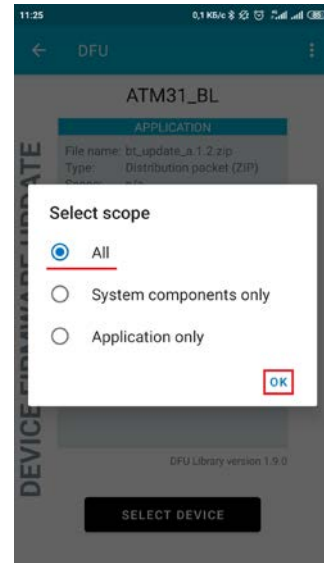 11:25
0,1 КБ/с
DFU
ATM31_BL
APPLICATION
File name: bt_update_a.1.2.zip
Type: Distribution packet (ZIP)
Select scope
All
System components only
Application only
OK
DFU Library version 1.9.0
SELECT DEVICE
DEVICE FIRMWARE UPDATE